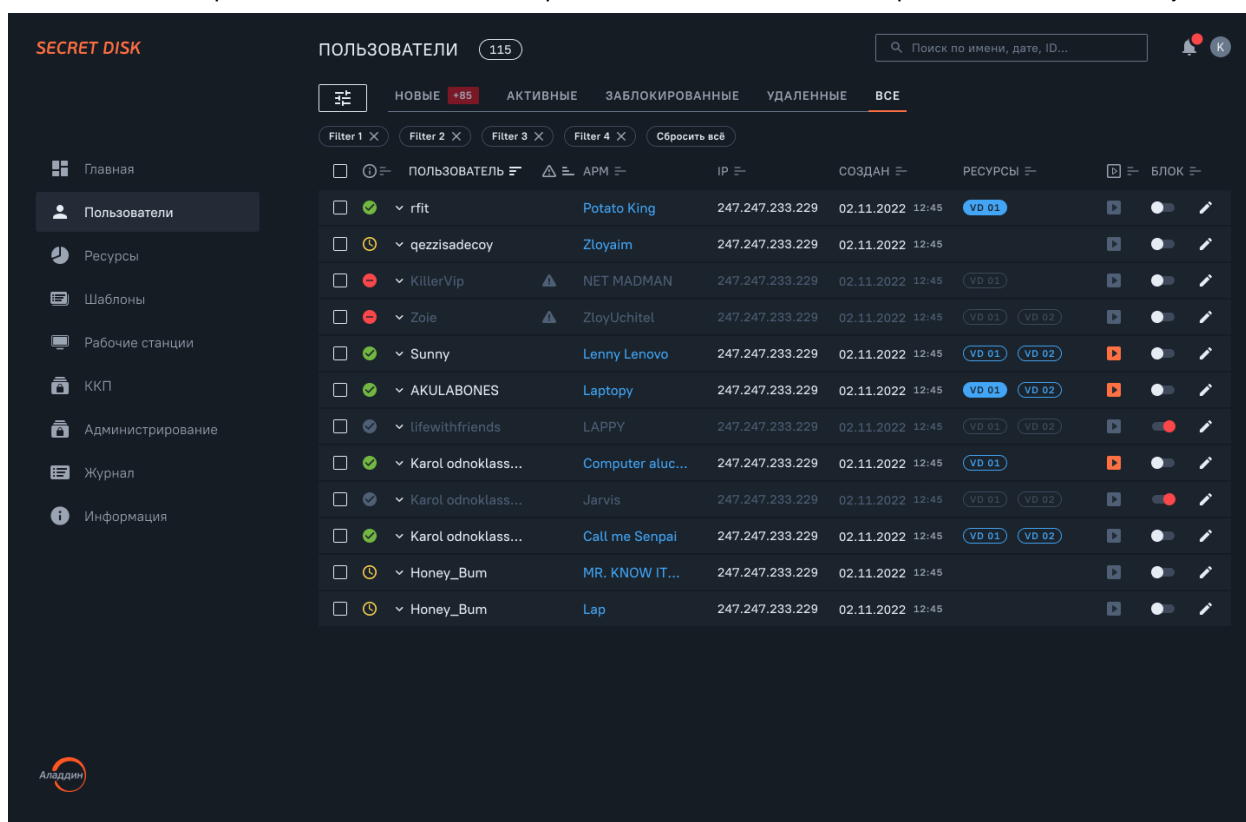 SECRET DISK
ПОЛЬЗОВАТЕЛИ 115
Поиск по имени, дате, ID...
K
НОВЫЕ +85 АКТИВНЫЕ ЗАБЛОКИРОВАННЫЕ УДАЛЕННЫЕ ВСЕ
Filter 1 Filter 2 Filter 3 Filter 4 Сбросить всё
Главная
Пользователи
Ресурсы
Шаблоны
Рабочие станции
ККП
Администрирование
Журнал
Информация
ПОЛЬЗОВАТЕЛЬ АРМ IP СОЗДАН РЕСУРСЫ БЛОК
rfit Potato King 247.247.233.229 02.11.2022 12:45 VD 01
qezzisadecoy Zloyaim 247.247.233.229 02.11.2022 12:45
KillerVip NET MADMAN 247.247.233.229 02.11.2022 12:45 VD 01
Zoie ZloyUchitel 247.247.233.229 02.11.2022 12:45 VD 01 VD 02
Sunny Lenny Lenovo 247.247.233.229 02.11.2022 12:45 VD 01 VD 02
AKULABONES Laptopy 247.247.233.229 02.11.2022 12:45 VD 01 VD 02
lifewithfriends LAPPY 247.247.233.229 02.11.2022 12:45 VD 01 VD 02
Karol odnoklass... Computer aluc... 247.247.233.229 02.11.2022 12:45 VD 01
Karol odnoklass... Jarvis 247.247.233.229 02.11.2022 12:45 VD 01 VD 02
Karol odnoklass... Call me Senpai 247.247.233.229 02.11.2022 12:45 VD 01 VD 02
Honey_Bum MR. KNOW IT... 247.247.233.229 02.11.2022 12:45
Honey_Bum Lap 247.247.233.229 02.11.2022 12:45
Аладдин